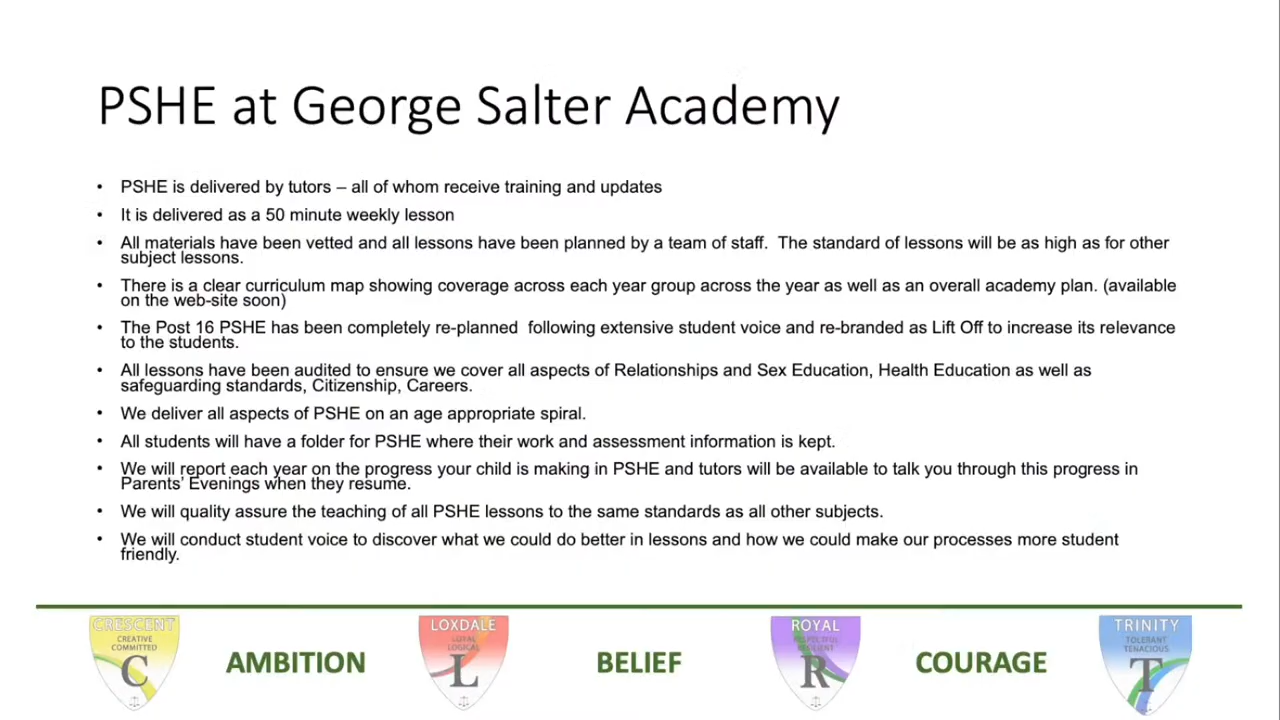 PSHE at George Salter Academy
• PSHE is delivered by tutors – all of whom receive training and updates
• It is delivered as a 50 minute weekly lesson
• All materials have been vetted and all lessons have been planned by a team of staff.  The standard of lessons will be as high as for other
subject lessons.
• There is a clear curriculum map showing coverage across each year group across the year as well as an overall academy plan. (available
on the web-site soon)
• The Post 16 PSHE has been completely re-planned  following extensive student voice and re-branded as Lift Off to increase its relevance
to the students.
• All lessons have been audited to ensure we cover all aspects of Relationships and Sex Education, Health Education as well as
safeguarding standards, Citizenship, Careers.
• We deliver all aspects of PSHE on an age appropriate spiral.
• All students will have a folder for PSHE where their work and assessment information is kept.
• We will report each year on the progress your child is making in PSHE and tutors will be available to talk you through this progress in
Parents' Evenings when they resume.
• We will quality assure the teaching of all PSHE lessons to the same standards as all other subjects.
• We will conduct student voice to discover what we could do better in lessons and how we could make our processes more student
friendly.
CRESCENT
CREATIVE
COMMITTED
C
AMBITION
LOXDALE
LOYAL
LOGICAL
L
BELIEF
ROYAL
RESPECTFUL
RESILIENT
R
COURAGE
TRINITY
TOLERANT
TENACIOUS
T